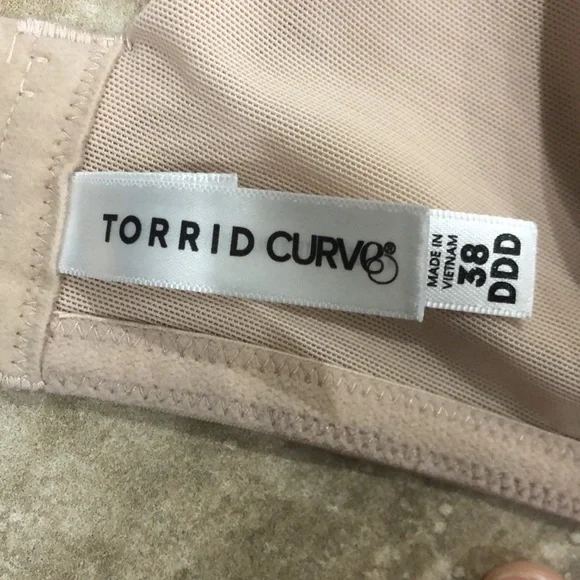 TORRID CURVE®
MADE IN
VIETNAM
38
DDD